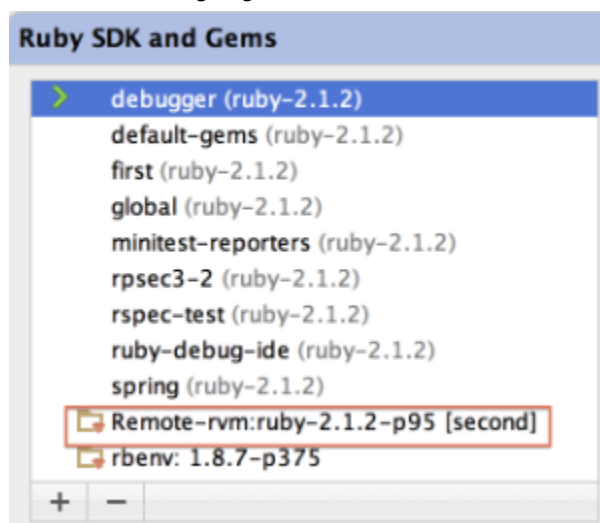 Ruby SDK and Gems
debugger (ruby-2.1.2)
default-gems (ruby-2.1.2)
first (ruby-2.1.2)
global (ruby-2.1.2)
minitest-reporters (ruby-2.1.2)
rpsec3-2 (ruby-2.1.2)
rspec-test (ruby-2.1.2)
ruby-debug-ide (ruby-2.1.2)
spring (ruby-2.1.2)
Remote-rvm:ruby-2.1.2-p95 [second]
rbenv: 1.8.7-p375
+ −